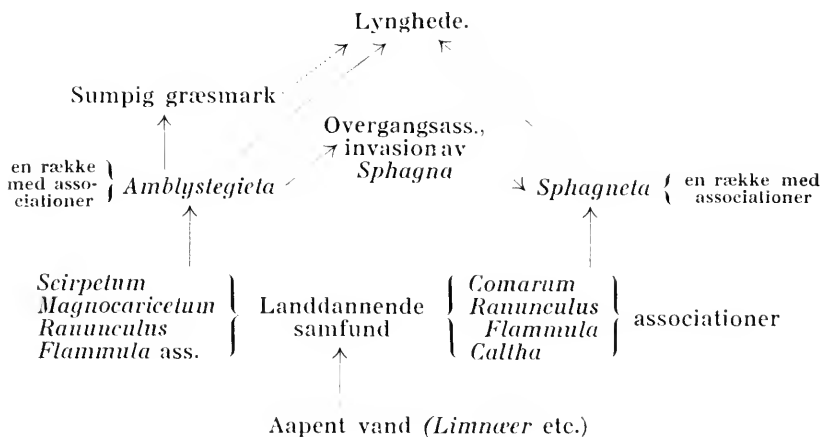 Lynghede.
Sumpig græsmark
Overgangsass.,
invasion av
Sphagna
en række
med asso-
ciationer
Amblystegieta
Sphagneta
en række med
associationer
Scirpetum
Magnocaricetum
Ranunculus
Flammula ass.
Landdannende
samfund
Comarum
Ranunculus
Flammula
Caltha
associationer
Aapent vand (Limnæer etc.)